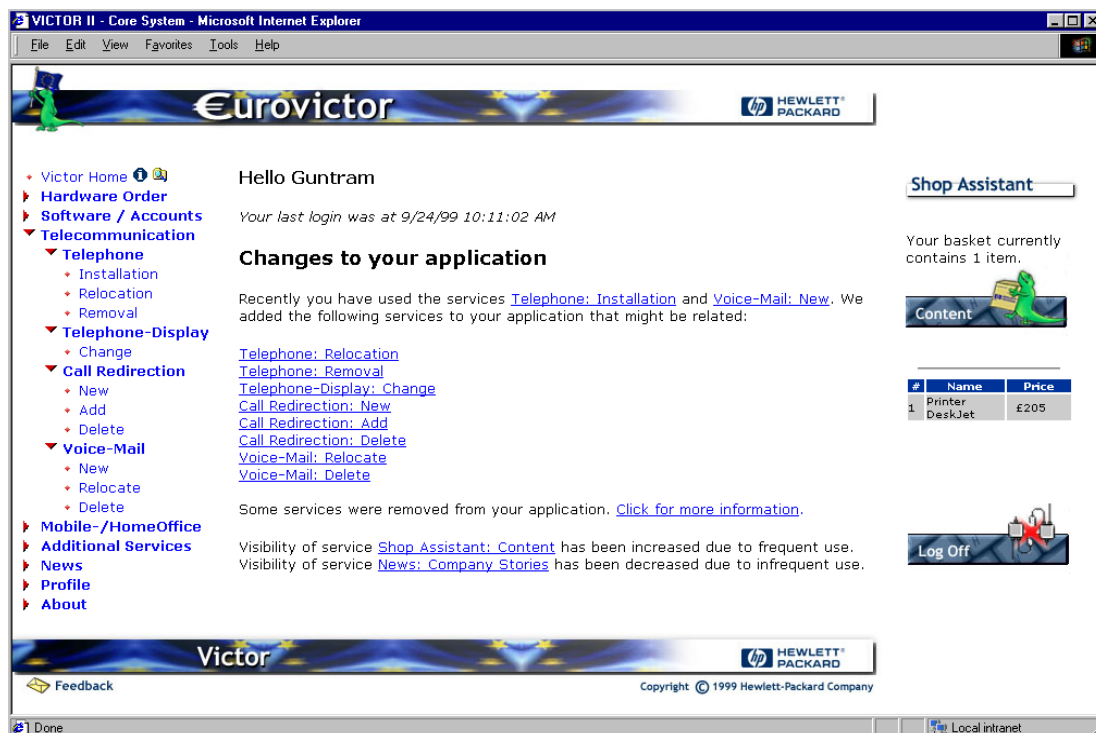 VICTOR II - Core System - Microsoft Internet Explorer
File Edit View Favorites Tools Help
€urovictor
hp HEWLETT® PACKARD
Victor Home
Hardware Order
Software / Accounts
Telecommunication
Telephone
Installation
Relocation
Removal
Telephone-Display
Change
Call Redirection
New
Add
Delete
Voice-Mail
New
Relocate
Delete
Mobile-/HomeOffice
Additional Services
News
Profile
About
Hello Guntram
Your last login was at 9/24/99 10:11:02 AM
Changes to your application
Recently you have used the services Telephone: Installation and Voice-Mail: New. We
added the following services to your application that might be related:
Telephone: Relocation
Telephone: Removal
Telephone-Display: Change
Call Redirection: New
Call Redirection: Add
Call Redirection: Delete
Voice-Mail: Relocate
Voice-Mail: Delete
Some services were removed from your application. Click for more information.
Visibility of service Shop Assistant: Content has been increased due to frequent use.
Visibility of service News: Company Stories has been decreased due to infrequent use.
Shop Assistant
Your basket currently
contains 1 item.
Content
# Name Price
1 Printer DeskJet £205
Log Off
Victor
hp HEWLETT® PACKARD
Feedback
Copyright © 1999 Hewlett-Packard Company
Done
Local intranet